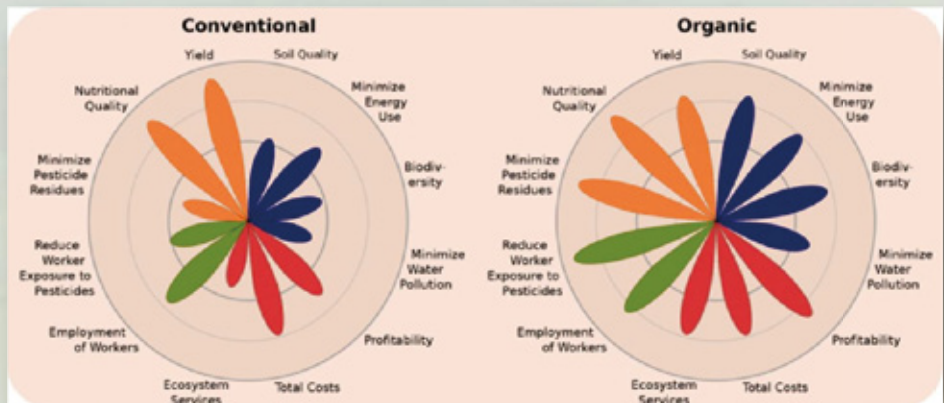 Conventional
Yield
Soil Quality
Nutritional
Quality
Minimize
Energy
Use
Minimize
Pesticide
Residues
Biodiv-
ersity
Reduce
Worker
Exposure to
Pesticides
Minimize
Water
Pollution
Employment
of Workers
Profitability
Ecosystem
Services
Total Costs
Organic
Yield
Soil Quality
Nutritional
Quality
Minimize
Energy
Use
Minimize
Pesticide
Residues
Biodiv-
ersity
Reduce
Worker
Exposure to
Pesticides
Minimize
Water
Pollution
Employment
of Workers
Profitability
Ecosystem
Services
Total Costs